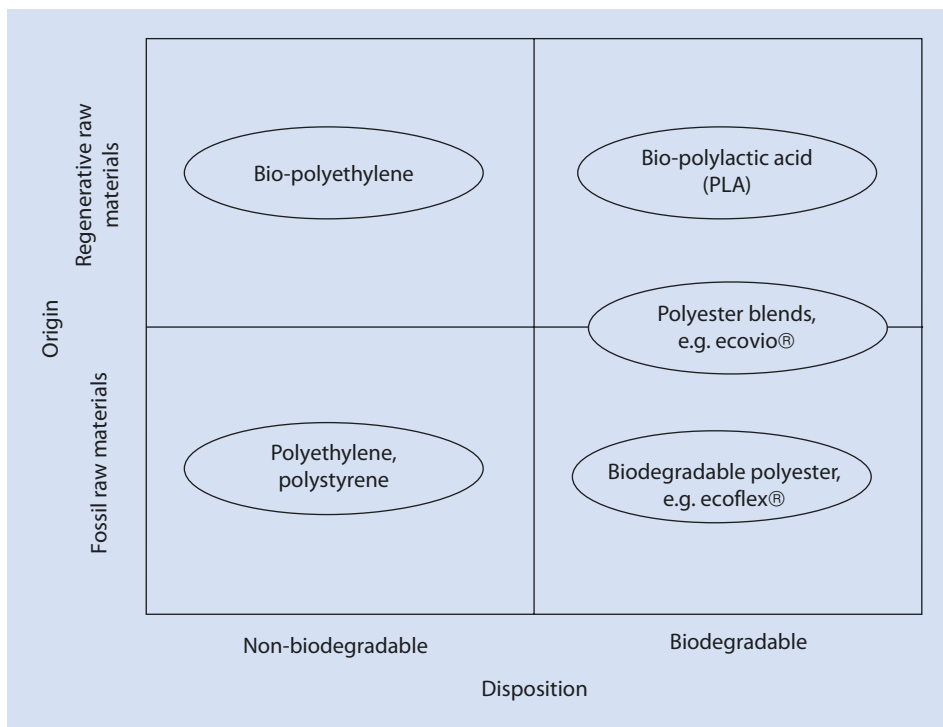 Origin
Regenerative raw
materials
Fossil raw materials
Bio-polyethylene
Bio-polylactic acid
(PLA)
Polyester blends,
e.g. ecovio®
Polyethylene,
polystyrene
Biodegradable polyester,
e.g. ecoflex®
Non-biodegradable
Biodegradable
Disposition